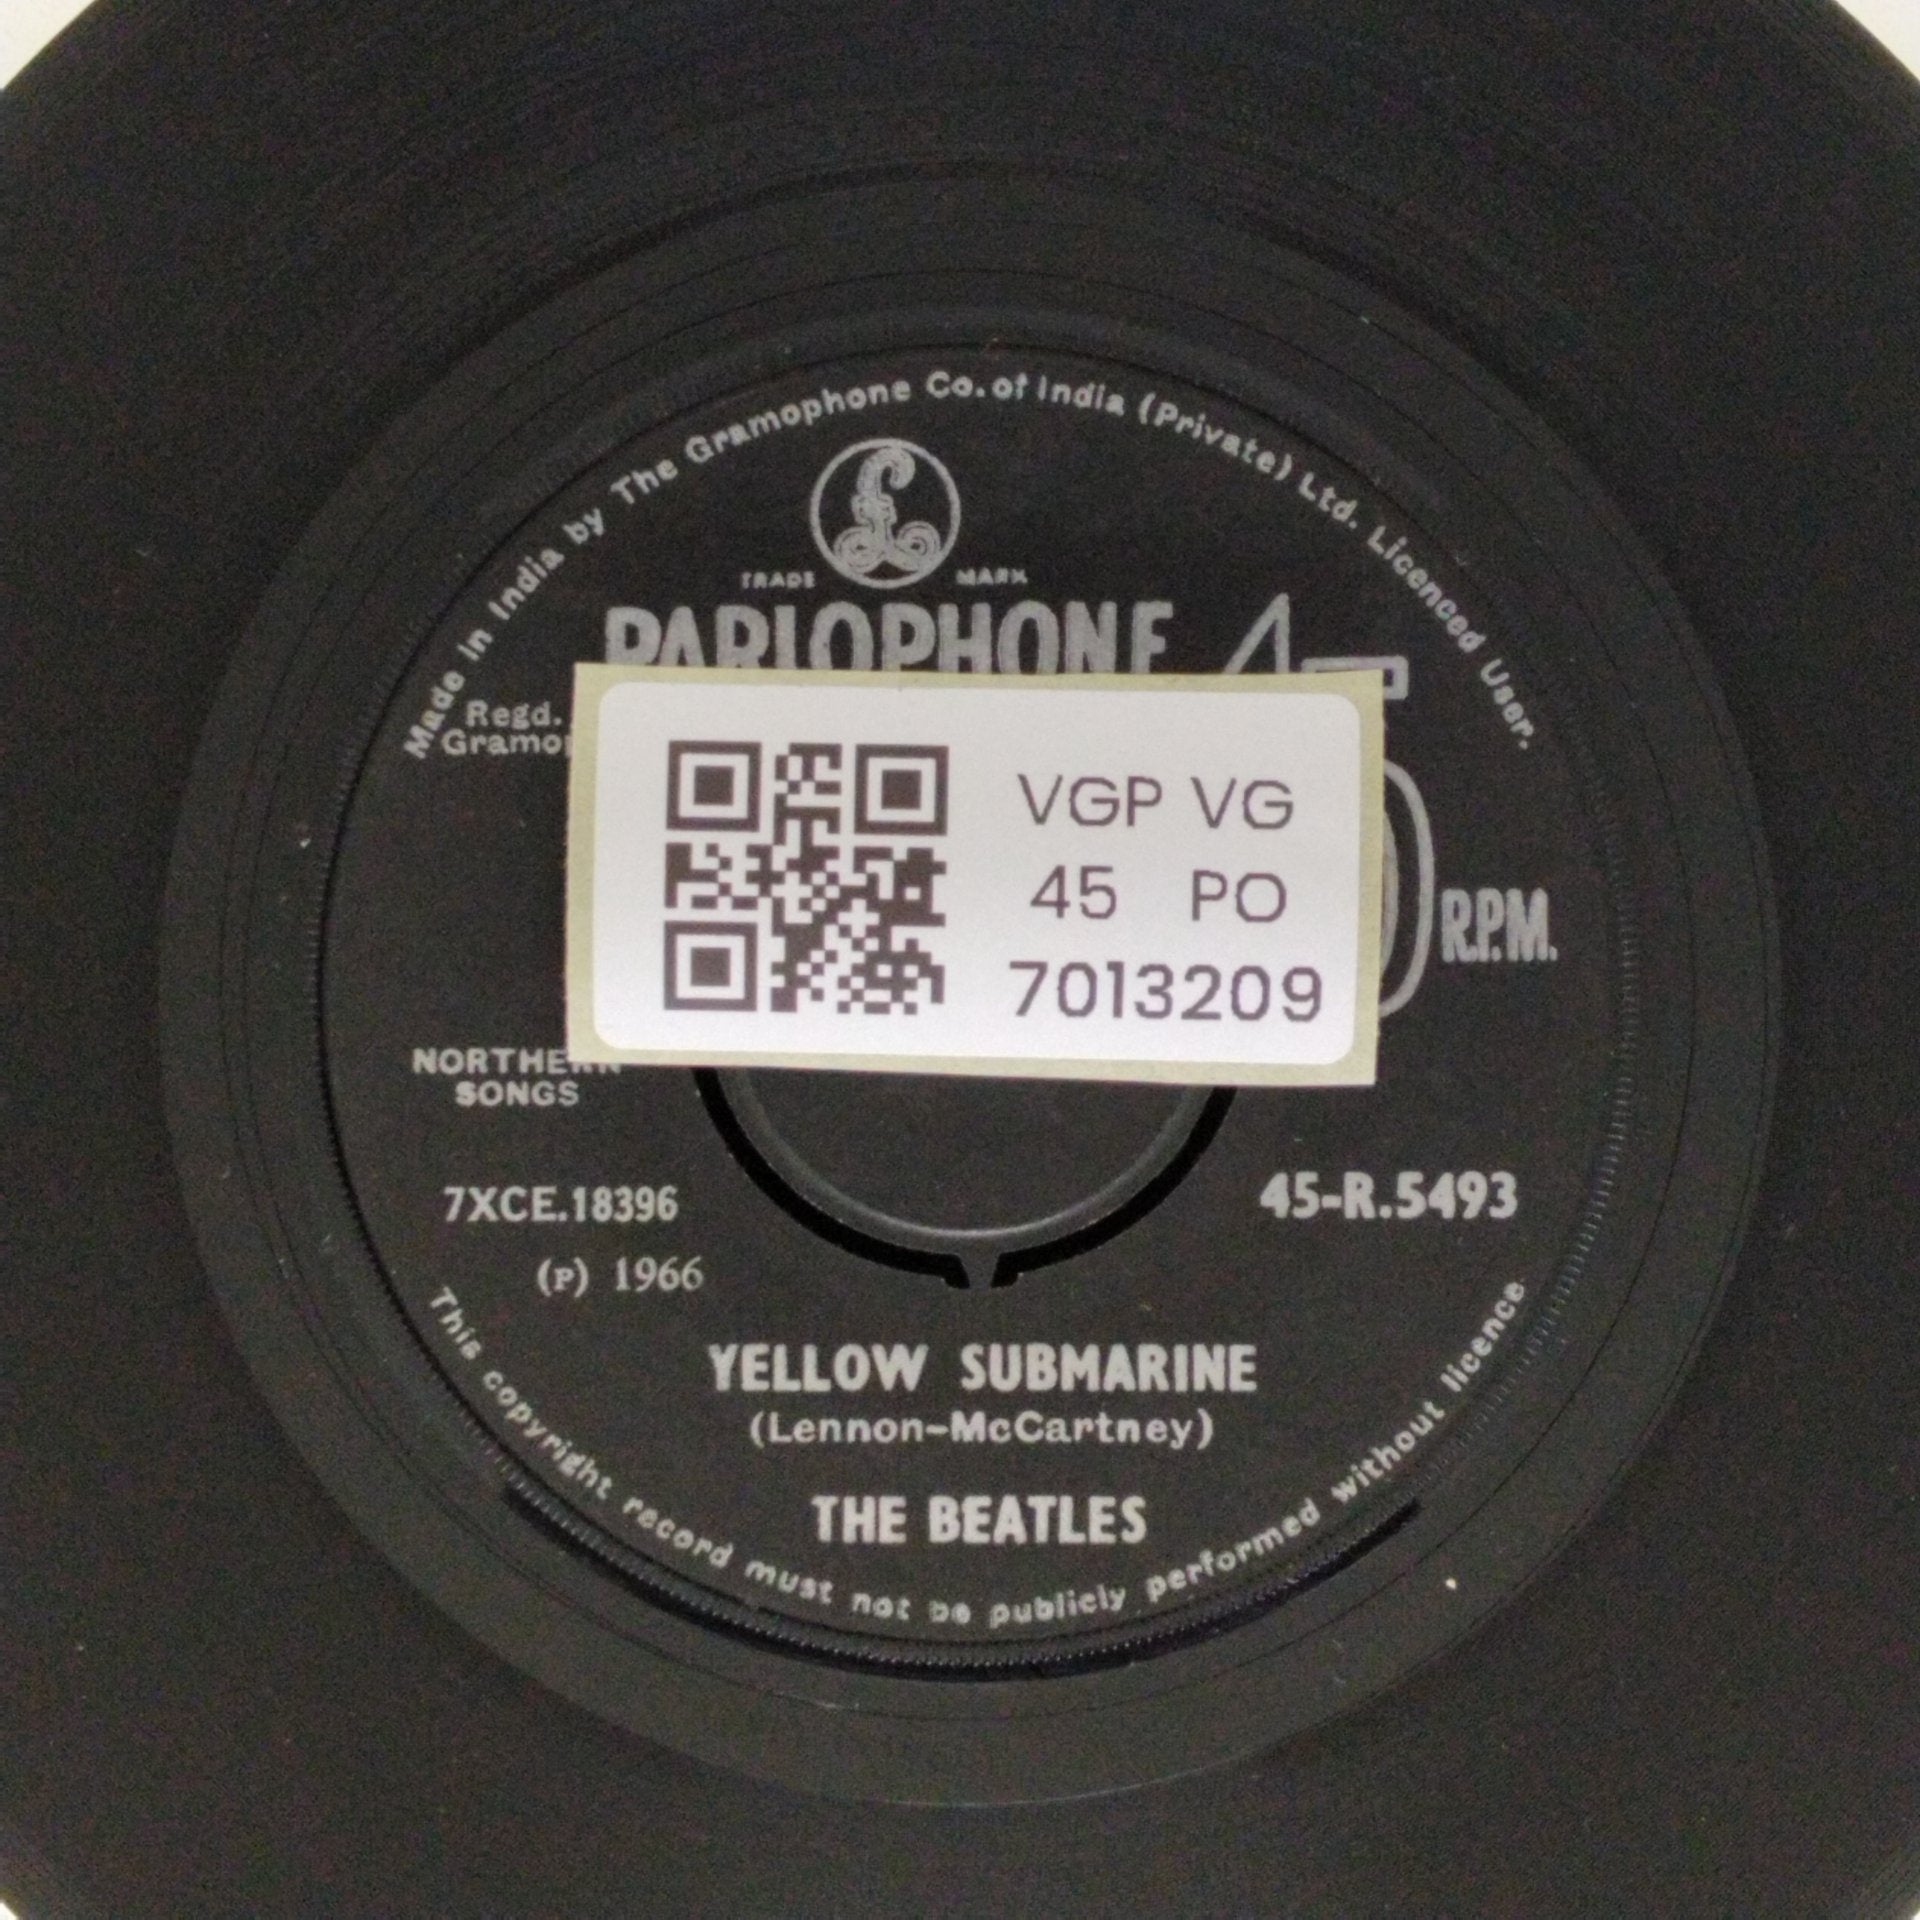 Made in India by The Gramophone Co. of India (Private) Ltd. Licenced User.
TRADE MARK
PARLOPHONE
45
Regd.
R.P.M.
VGP VG
45 PO
7013209
NORTHERN
SONGS
7XCE.18396
45-R.5493
(P) 1966
YELLOW SUBMARINE
(Lennon-McCartney)
THE BEATLES
This copyright record must not be publicly performed without licence